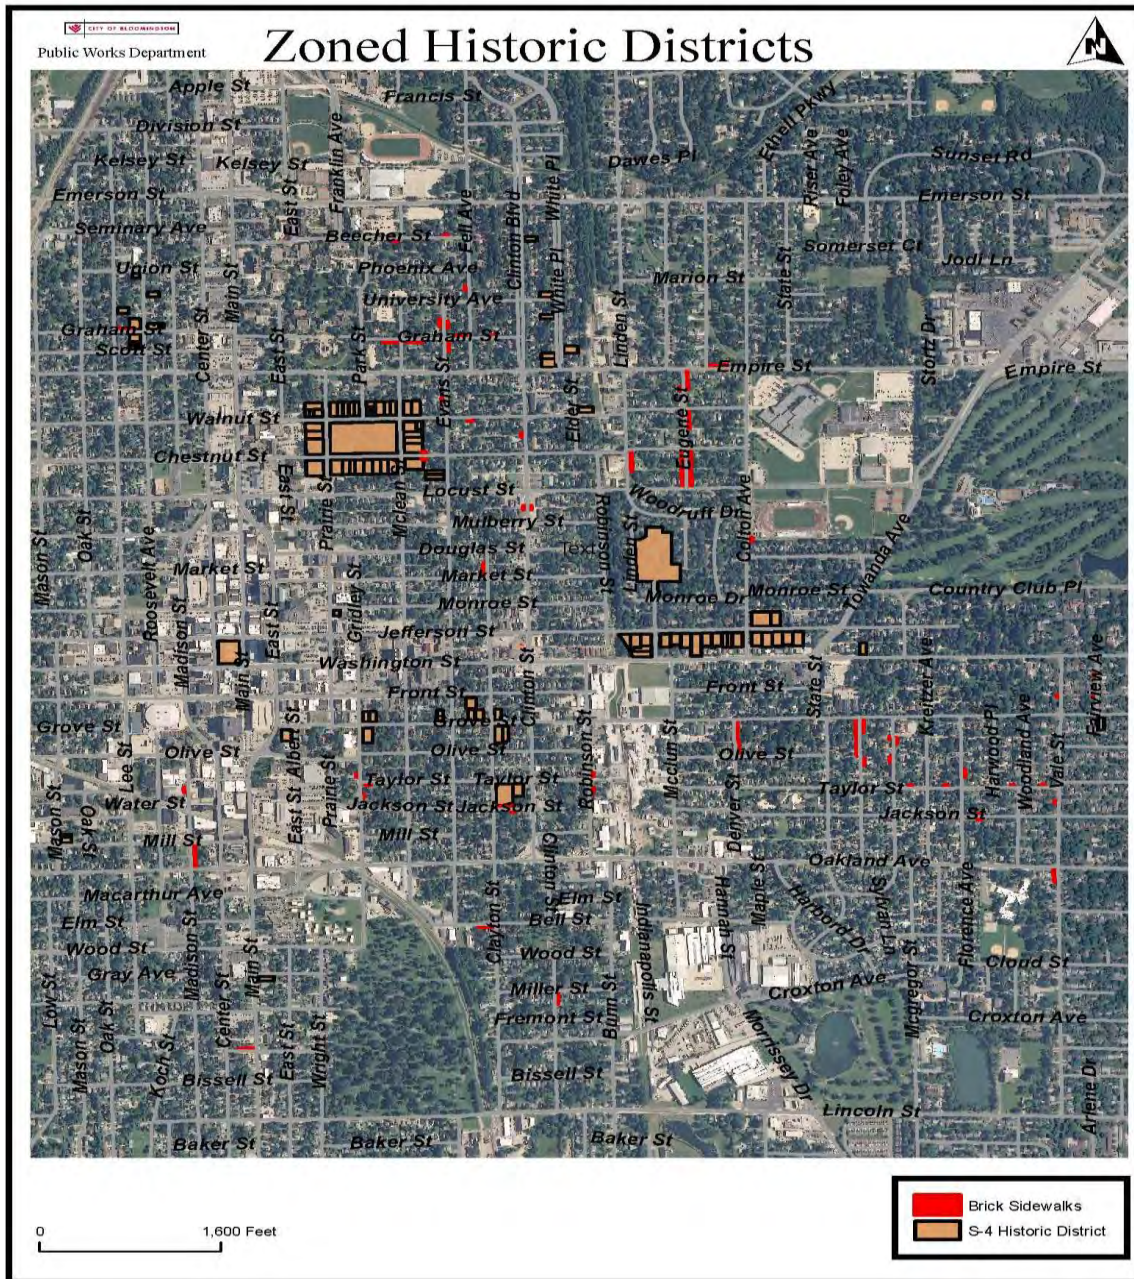 CITY OF BLOOMINGTON
Public Works Department
Zoned Historic Districts
N
Apple St
Francis St
Ethell Pkwy
Division St
Franklin Ave
Kelsey St
Kelsey St
Dawes Pl
Riser Ave
Foley Ave
Sunset Rd
Emerson St
East St
White Pl
Emerson St
Seminary Ave
Beecher St
Fell Ave
Clinton Blvd
Somerset Ct
Union St
Main St
Phoenix Ave
White Pl
Marion St
State St
Jodi Ln
University Ave
Graham St
Graham St
Scott St
Center St
East St
Park St
Linden St
Stortz Dr
Empire St
Empire St
Evans St
Walnut St
Elder St
Eugene St
Chestnut St
East St
Prairie St
Mclean St
Locust St
Woodruff Dr
Colton Ave
Mulberry St
Robinson St
Mason St
Oak St
Roosevelt Ave
Douglas St
Text
Linden St
Towanda Ave
Market St
Market St
Gridley St
Monroe St
Monroe Dr
Monroe St
Country Club Pl
Madison St
East St
Jefferson St
Washington St
Main St
Front St
Clinton St
Front St
State St
Kreitzer Ave
Fairview Ave
Grove St
Grove St
Olive St
Albert St
Olive St
Robinson St
Mcclun St
Olive St
Harwood Pl
Woodland Ave
Vale St
Lee St
Prairie St
Taylor St
Taylor St
Taylor St
Water St
East St
Jackson St
Jackson St
Jackson St
Mason St
Oak St
Mill St
Mill St
Denver St
Oakland Ave
Clinton St
Macarthur Ave
Elm St
Maple St
Hannah St
Harbord Dr
Florence Ave
Elm St
Bell St
Clayton St
Wood St
Madison St
Main St
Wood St
Indianapolis St
Mcgregor St
Cloud St
Gray Ave
Low St
Center St
Miller St
Bunn St
Croxton Ave
Mason St
Oak St
Fremont St
Morrissey Dr
Croxton Ave
Koch St
East St
Wright St
Bissell St
Bissell St
Arlene Dr
Lincoln St
Baker St
Baker St
Baker St
0
1,600 Feet
Brick Sidewalks
S-4 Historic District